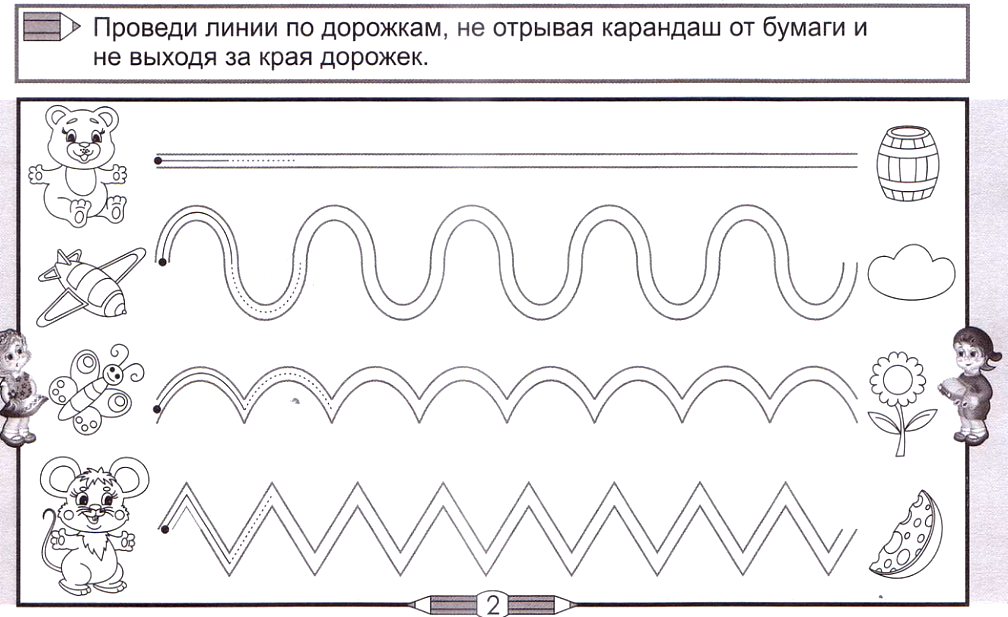 Проведи линии по дорожкам, не отрывая карандаш от бумаги и
не выходя за края дорожек.
2